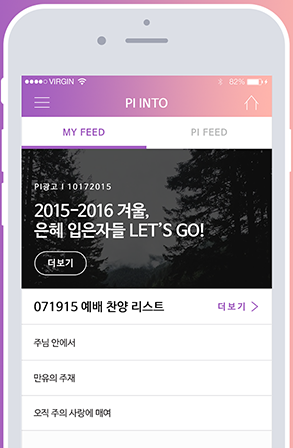 VIRGIN 82%
PI INTO
MY FEED PI FEED
PI광고 I 10172015
2015-2016 겨울,
은혜 입은자들 LET'S GO!
더보기
071915 예배 찬양 리스트 더보기
주님 안에서
만유의 주재
오직 주의 사랑에 매여